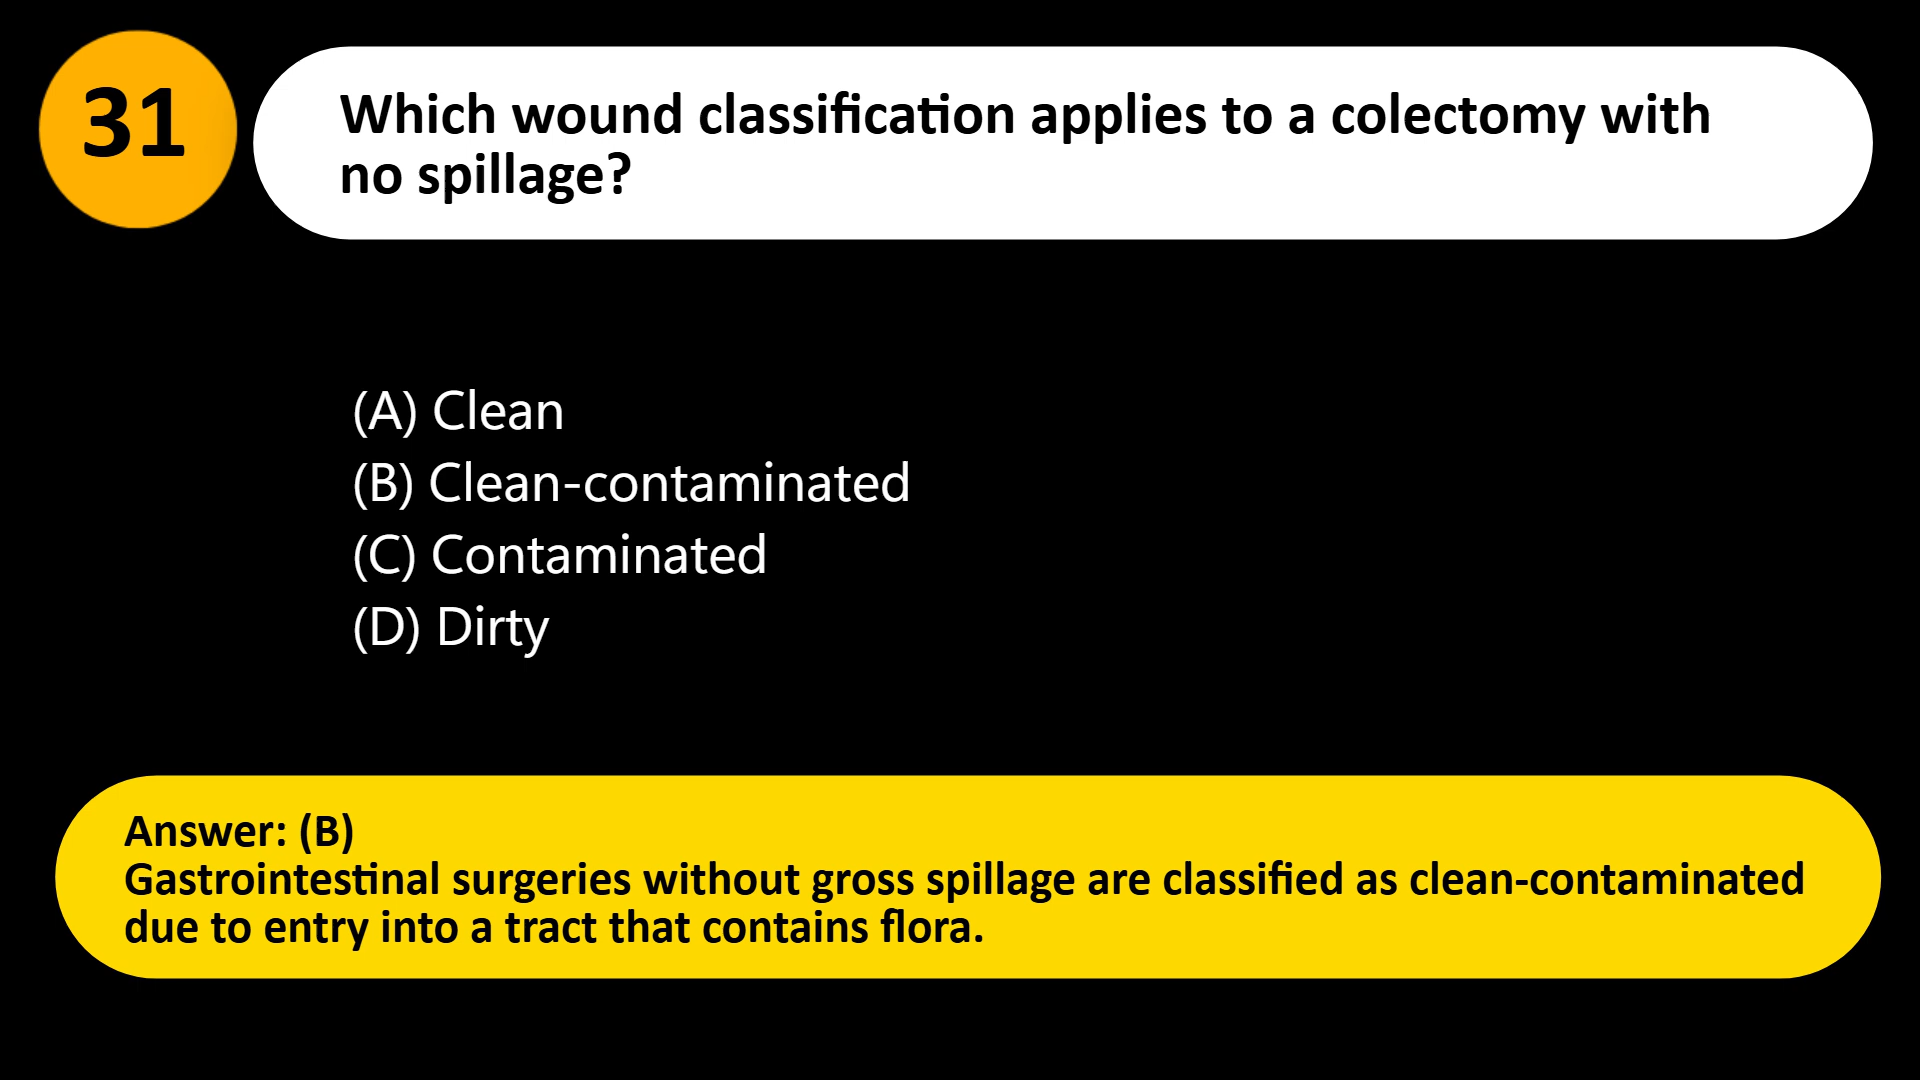 31
Which wound classification applies to a colectomy with
no spillage?
(A) Clean
(B) Clean-contaminated
(C) Contaminated
(D) Dirty
Answer: (B)
Gastrointestinal surgeries without gross spillage are classified as clean-contaminated
due to entry into a tract that contains flora.